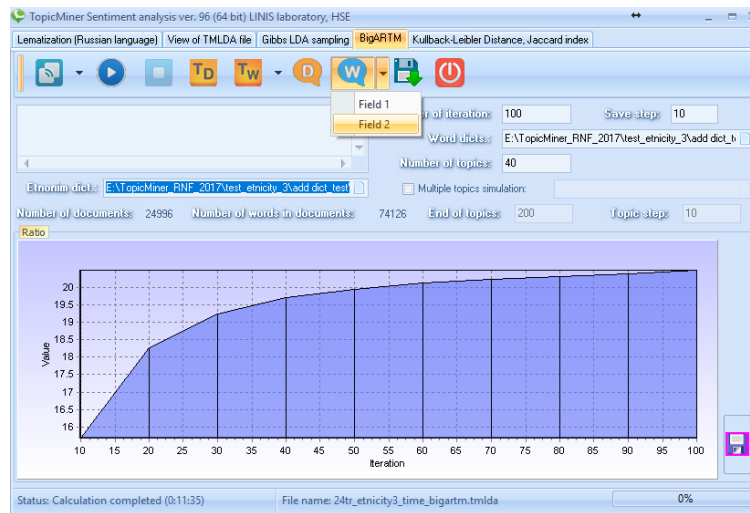 TopicMiner Sentiment analysis ver. 96 (64 bit) LINIS laboratory, HSE
Lematization (Russian language) View of TMLDA file Gibbs LDA sampling BigARTM Kullback-Leibler Distance, Jaccard index
TD TW D W
Field 1
Field 2
er of iteration: 100 Save step: 10
Word dicts: E:\TopicMiner_RNF_2017\test_etnicity_3\add dict_t
Number of topics: 40
Etnonim dict: E:\TopicMiner_RNF_2017\test_etnicity_3\add dict_test\
Multiple topics simulation:
Number of documents: 24996 Number of words in documents: 74126 End of topics: 200 Topic step: 10
Ratio
20
19.5
19
18.5
18
17.5
17
16.5
16
Value
10 15 20 25 30 35 40 45 50 55 60 65 70 75 80 85 90 95 100
Iteration
Status: Calculation completed (0:11:35) File name: 24tr_etnicity3_time_bigartm.tmlda 0%